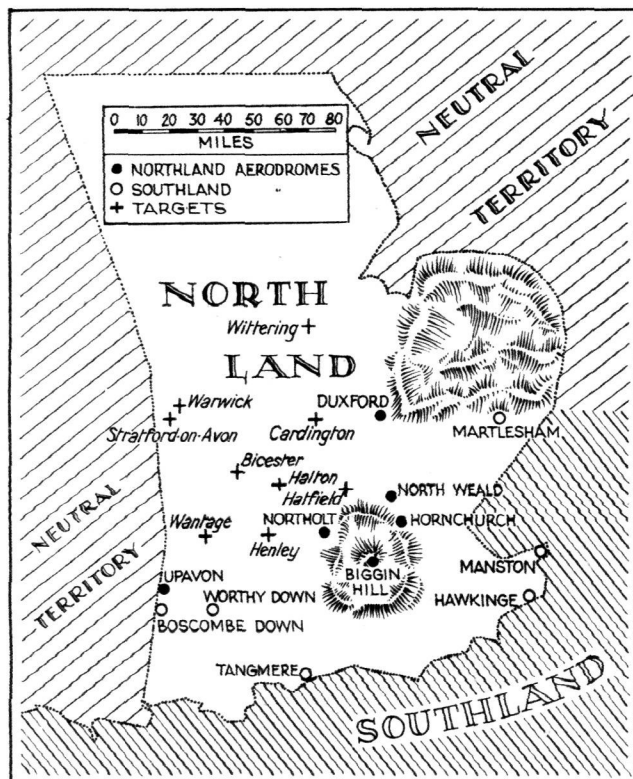 NEUTRAL
TERRITORY
0 10 20 30 40 50 60 70 80
MILES
● NORTHLAND AERODROMES
○ SOUTHLAND "
+ TARGETS
NORTH
Wittering
LAND
Warwick
DUXFORD
Stratford-on-Avon
Cardington
MARTLESHAM
Bicester
Halton
Hatfield
NORTH WEALD
NEUTRAL
TERRITORY
Wantage
NORTHOLT
HORNCHURCH
Henley
MANSTON
BIGGIN
HILL
UPAVON
WORTHY DOWN
HAWKINGE
BOSCOMBE DOWN
TANGMERE
SOUTHLAND